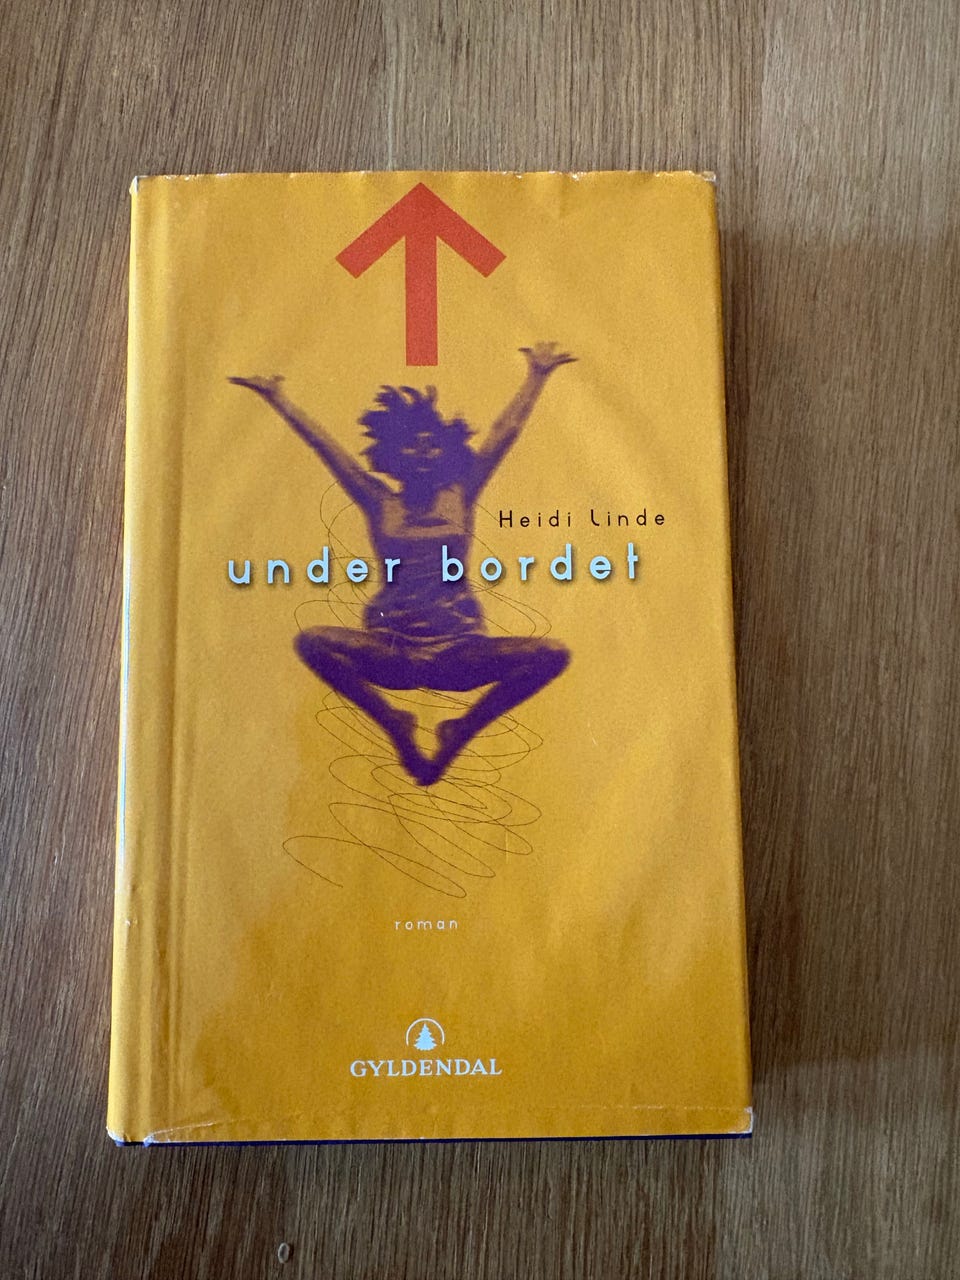 Heidi Linde
under bordet
roman
GYLDENDAL